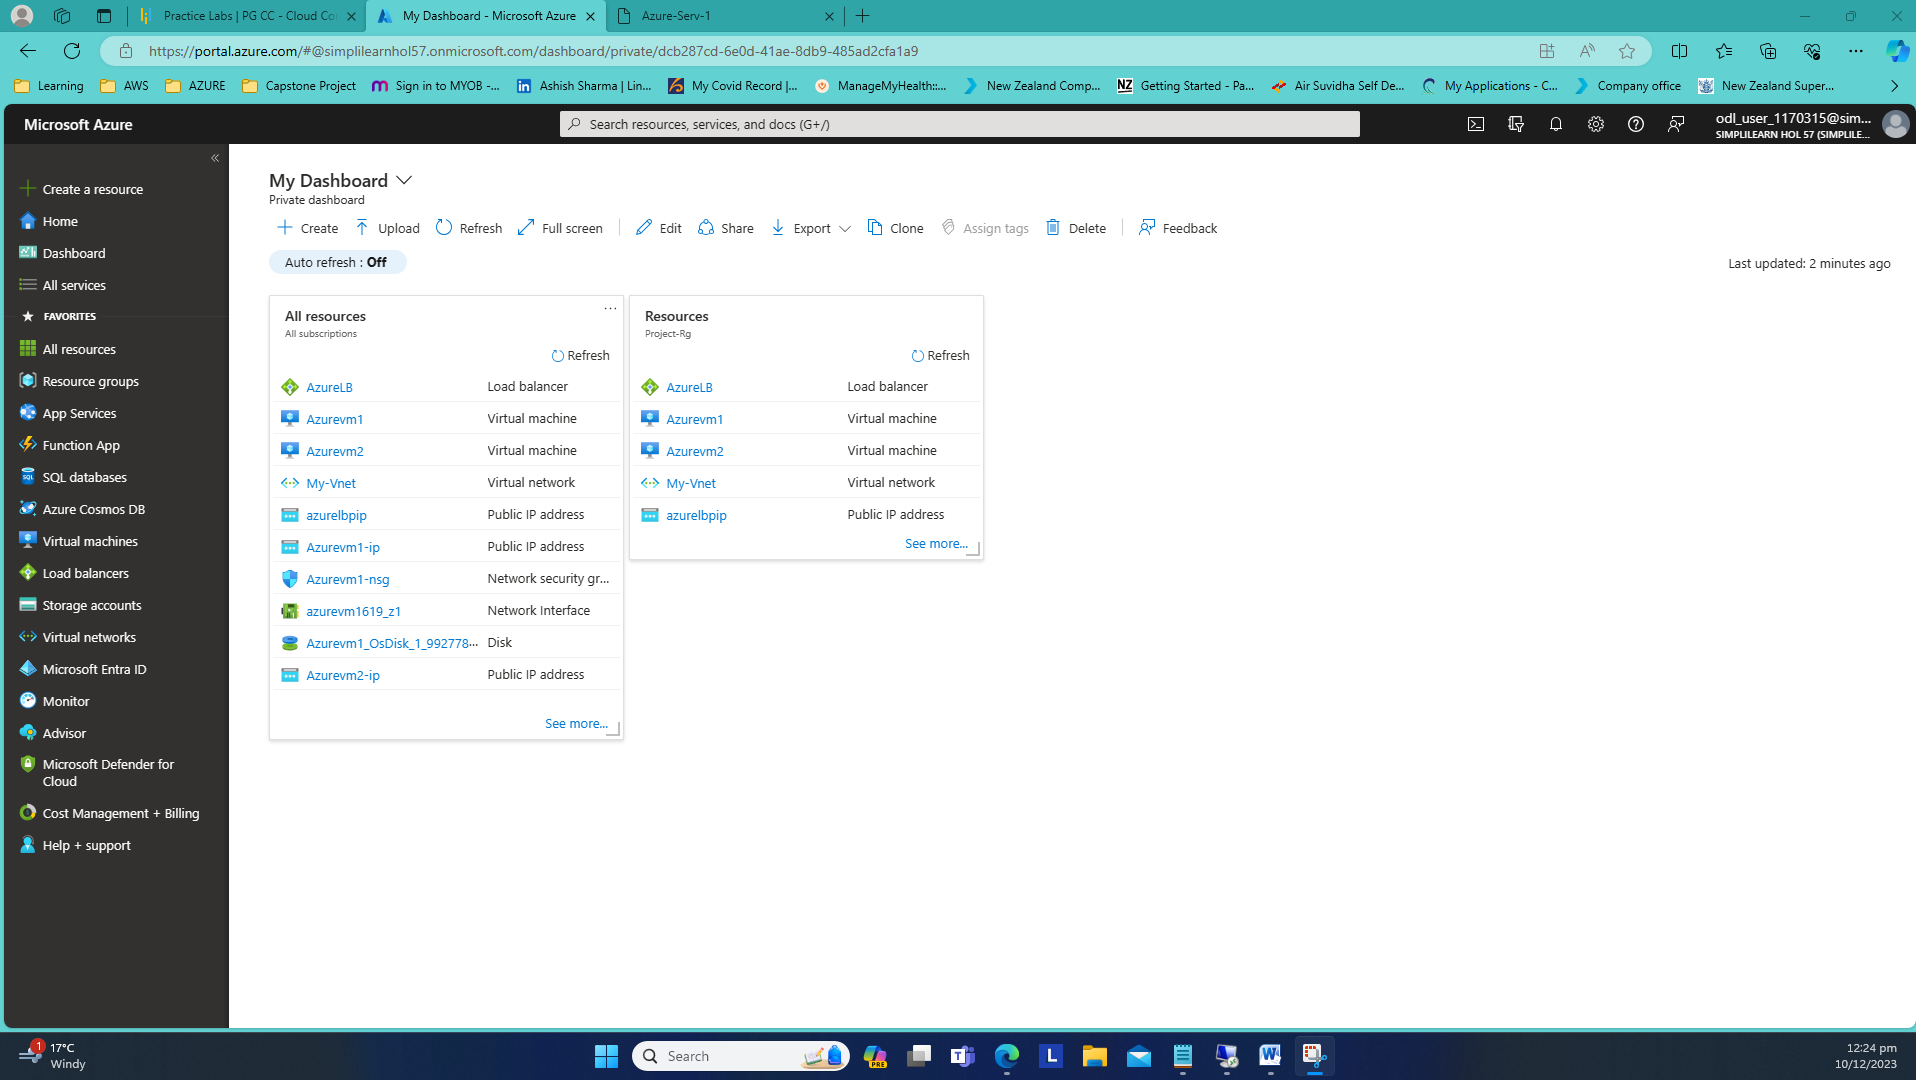 Practice Labs | PG CC - Cloud Co
My Dashboard - Microsoft Azure
Azure-Serv-1
https://portal.azure.com/#@simplilearnhol57.onmicrosoft.com/dashboard/private/dcb287cd-6e0d-41ae-8db9-485ad2cfa1a9
Learning
AWS
AZURE
Capstone Project
Sign in to MYOB -...
Ashish Sharma | Lin...
My Covid Record |...
ManageMyHealth::...
New Zealand Comp...
NZ
Getting Started - Pa...
Air Suvidha Self De...
My Applications - C...
Company office
New Zealand Super...
Microsoft Azure
Search resources, services, and docs (G+/)
odl_user_1170315@sim...
SIMPLILEARN HOL 57 (SIMPLILE...
Create a resource
Home
Dashboard
All services
FAVORITES
All resources
Resource groups
App Services
Function App
SQL databases
Azure Cosmos DB
Virtual machines
Load balancers
Storage accounts
Virtual networks
Microsoft Entra ID
Monitor
Advisor
Microsoft Defender for
Cloud
Cost Management + Billing
Help + support
My Dashboard
Private dashboard
Create
Upload
Refresh
Full screen
Edit
Share
Export
Clone
Assign tags
Delete
Feedback
Auto refresh : Off
Last updated: 2 minutes ago
All resources
All subscriptions
Refresh
AzureLB Load balancer
Azurevm1 Virtual machine
Azurevm2 Virtual machine
My-Vnet Virtual network
azurelbpip Public IP address
Azurevm1-ip Public IP address
Azurevm1-nsg Network security gr...
azurevm1619_z1 Network Interface
Azurevm1_OsDisk_1_992778... Disk
Azurevm2-ip Public IP address
See more...
Resources
Project-Rg
Refresh
AzureLB Load balancer
Azurevm1 Virtual machine
Azurevm2 Virtual machine
My-Vnet Virtual network
azurelbpip Public IP address
See more...
1
17°C
Windy
Search
PRE
L
12:24 pm
10/12/2023